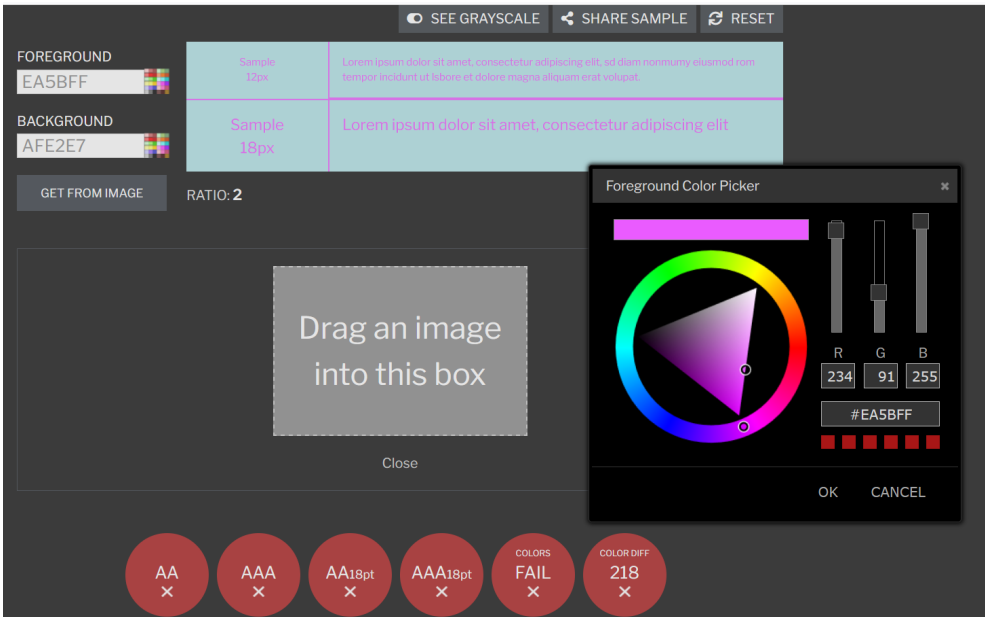 SEE GRAYSCALE
SHARE SAMPLE
RESET
FOREGROUND
EA5BFF
BACKGROUND
AFE2E7
GET FROM IMAGE
Sample
12px
Lorem ipsum dolor sit amet, consectetur adipiscing elit, sd diam nonmumy eiusmod rom
tempor incidunt ut lsbore et dolore magna aliquam erat volupat.
Sample
18px
Lorem ipsum dolor sit amet, consectetur adipiscing elit
RATIO: 2
Drag an image
into this box
Close
Foreground Color Picker
×
R
G
B
234
91
255
#EA5BFF
OK
CANCEL
AA
×
AAA
×
AA18pt
×
AAA18pt
×
COLORS
FAIL
×
COLOR DIFF
218
×